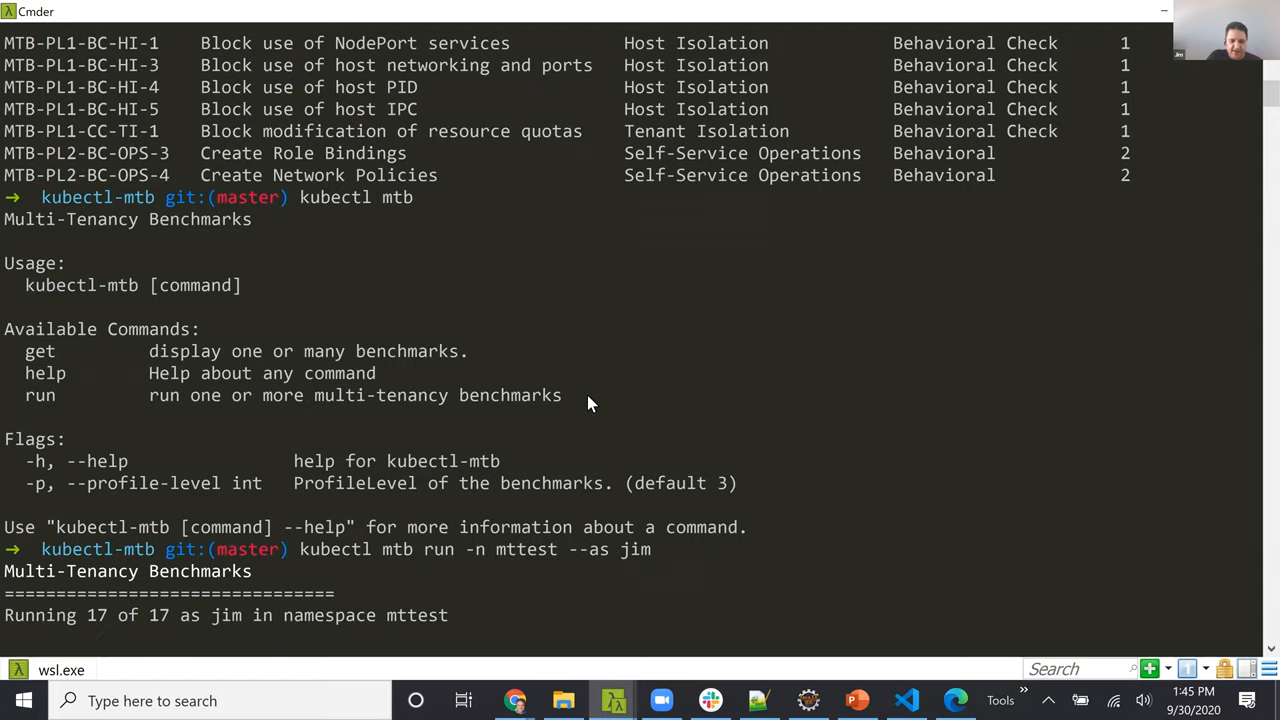 Cmder
MTB-PL1-BC-HI-1 Block use of NodePort services Host Isolation Behavioral Check 1
MTB-PL1-BC-HI-3 Block use of host networking and ports Host Isolation Behavioral Check 1
MTB-PL1-BC-HI-4 Block use of host PID Host Isolation Behavioral Check 1
MTB-PL1-BC-HI-5 Block use of host IPC Host Isolation Behavioral Check 1
MTB-PL1-CC-TI-1 Block modification of resource quotas Tenant Isolation Behavioral Check 1
MTB-PL2-BC-OPS-3 Create Role Bindings Self-Service Operations Behavioral 2
MTB-PL2-BC-OPS-4 Create Network Policies Self-Service Operations Behavioral 2
→ kubectl-mtb git:(master) kubectl mtb
Multi-Tenancy Benchmarks
Usage:
kubectl-mtb [command]
Available Commands:
get display one or many benchmarks.
help Help about any command
run run one or more multi-tenancy benchmarks
Flags:
-h, --help help for kubectl-mtb
-p, --profile-level int ProfileLevel of the benchmarks. (default 3)
Use "kubectl-mtb [command] --help" for more information about a command.
→ kubectl-mtb git:(master) kubectl mtb run -n mttest --as jim
Multi-Tenancy Benchmarks
================================
Running 17 of 17 as jim in namespace mttest
wsl.exe
Search
Type here to search
Tools
1:45 PM
9/30/2020
Jim